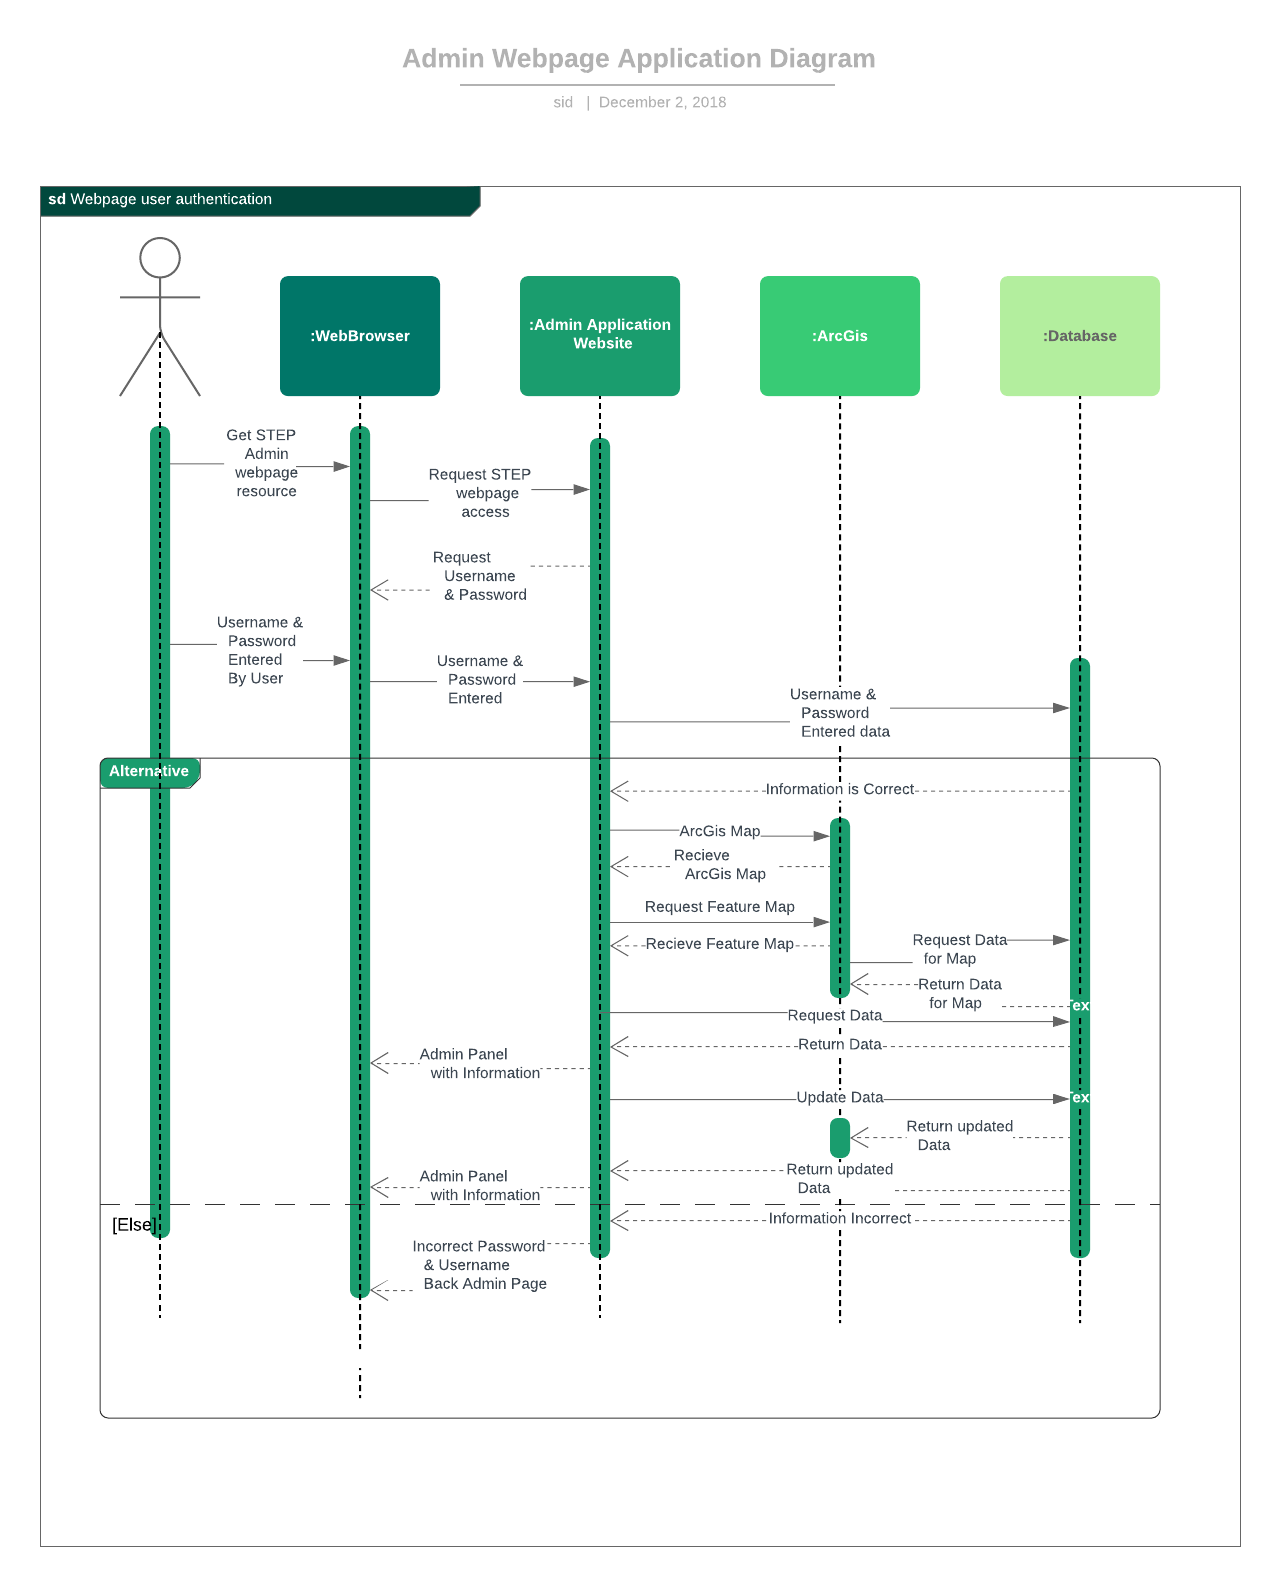 Admin Webpage Application Diagram
sid | December 2, 2018
sd Webpage user authentication
:WebBrowser
:Admin Application
Website
:ArcGis
:Database
Get STEP
Admin
webpage
resource
Request STEP
webpage
access
Request
Username
& Password
Username &
Password
Entered
By User
Username &
Password
Entered
Username &
Password
Entered data
Alternative
Information is Correct
ArcGis Map
Recieve
ArcGis Map
Request Feature Map
Recieve Feature Map
Request Data
for Map
Return Data
for Map
Tex
Request Data
Return Data
Admin Panel
with Information
Update Data
Tex
Return updated
Data
Return updated
Data
Admin Panel
with Information
[Else]
Information Incorrect
Incorrect Password
& Username
Back Admin Page